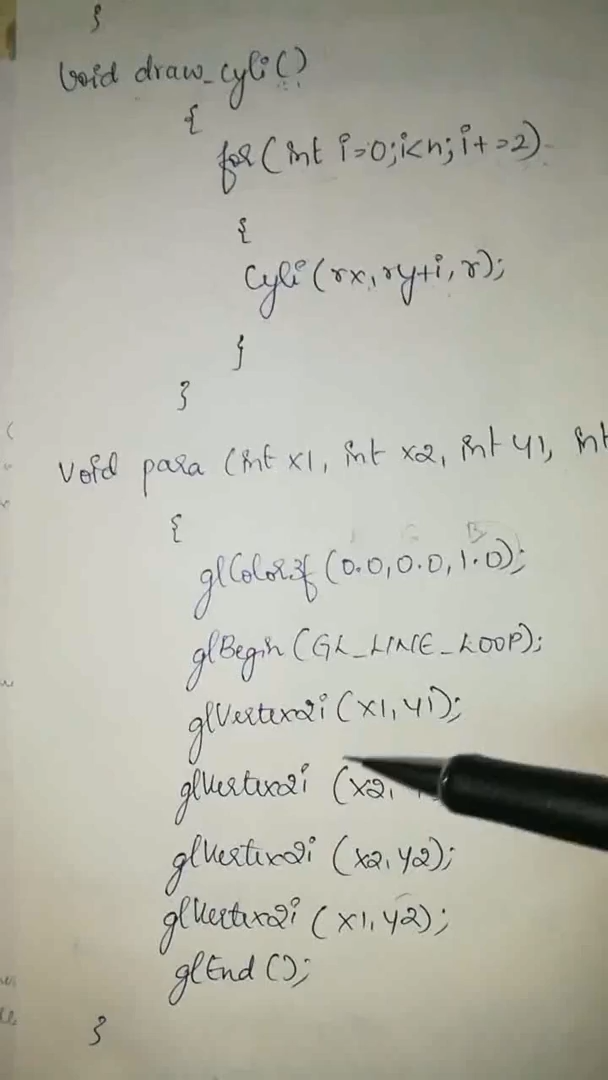 }
void draw_cyli()
{
for(int i=0;i<n;i+=2)
{
cyli(rx,ry+i,r);
}
}
void para (int x1, int x2, int y1, int
{
glColor3f (0.0,0.0,1.0);
glBegin (GL_LINE_LOOP);
glVertex2i (x1,y1);
glVertex2i (x2,
glVertex2i (x2,y2);
glVertex2i (x1,y2);
glEnd ();
}